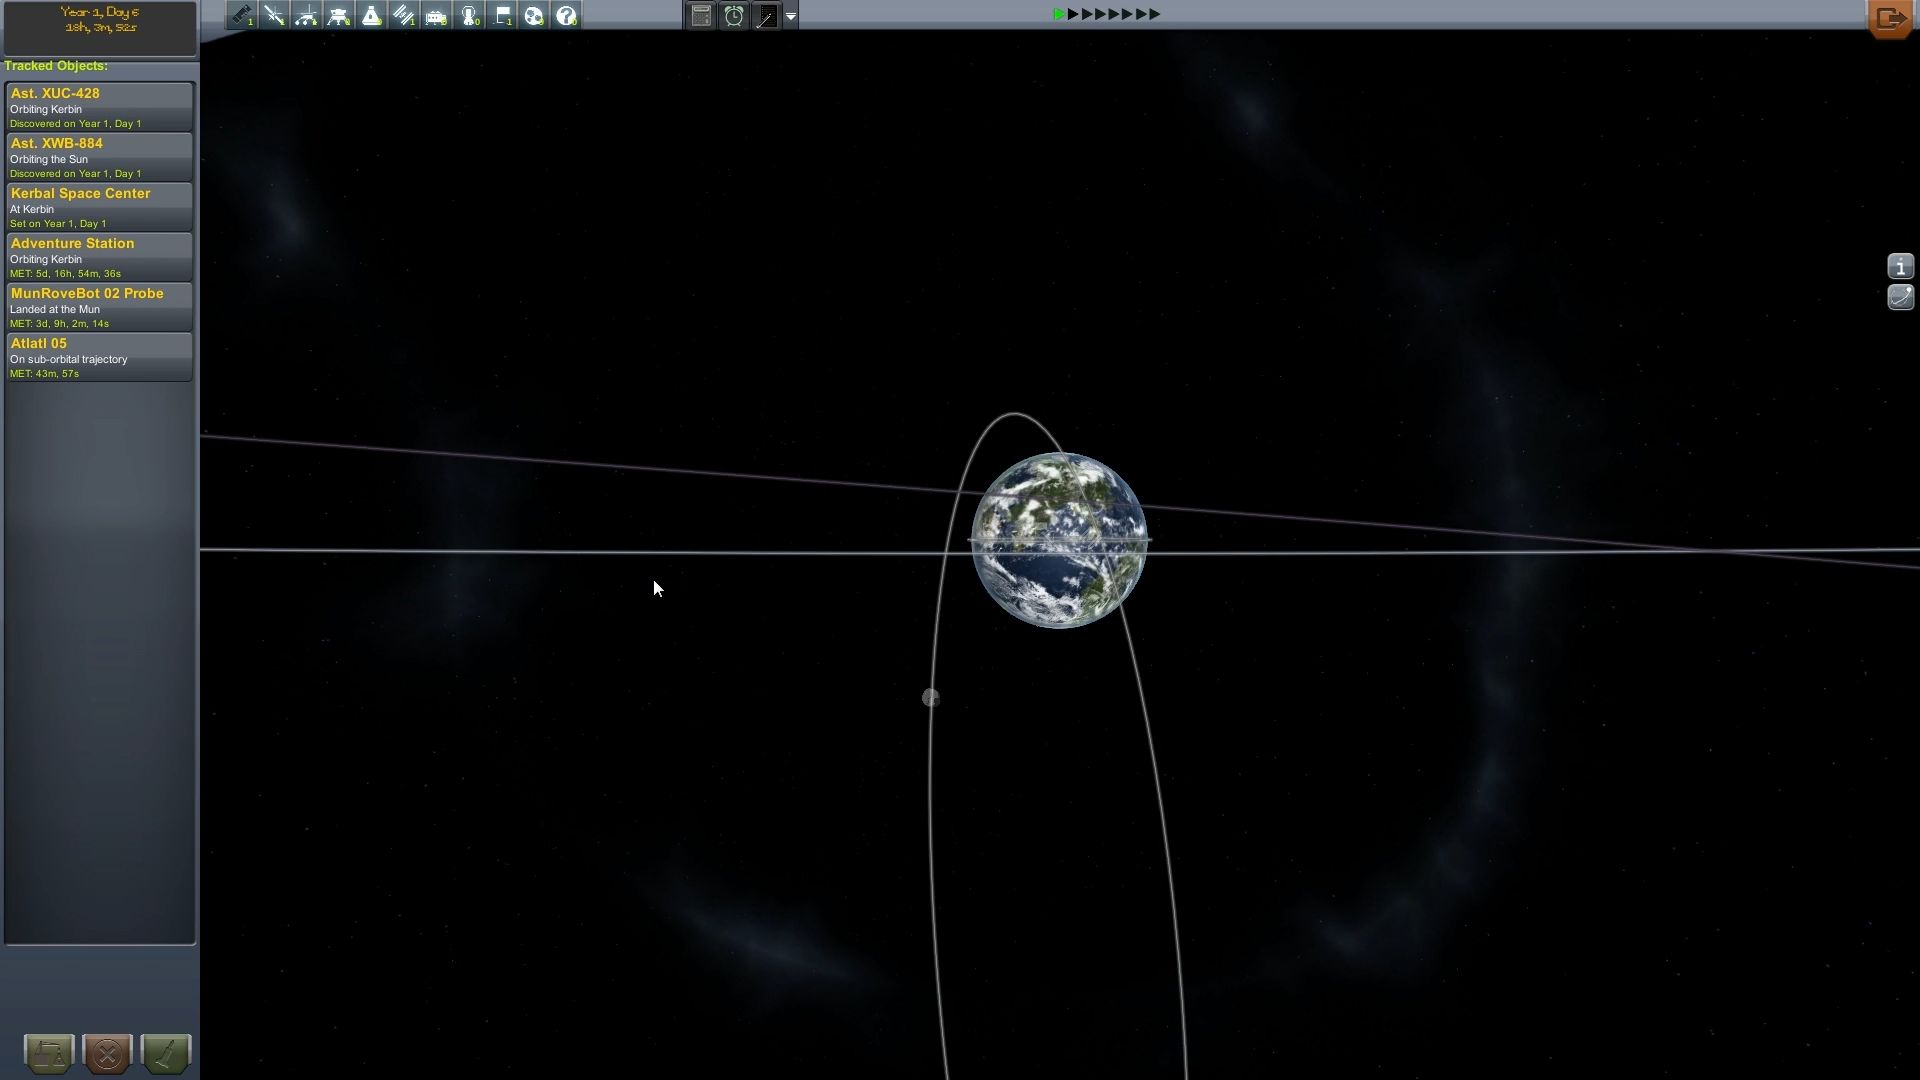 Year 1, Day 6
16h, 3m, 52s
Tracked Objects:
Ast. XUC-428
Orbiting Kerbin
Discovered on Year 1, Day 1
Ast. XWB-884
Orbiting the Sun
Discovered on Year 1, Day 1
Kerbal Space Center
At Kerbin
Set on Year 1, Day 1
Adventure Station
Orbiting Kerbin
MET: 5d, 16h, 54m, 36s
MunRoveBot 02 Probe
Landed at the Mun
MET: 3d, 9h, 2m, 14s
Atlatl 05
On sub-orbital trajectory
MET: 43m, 57s